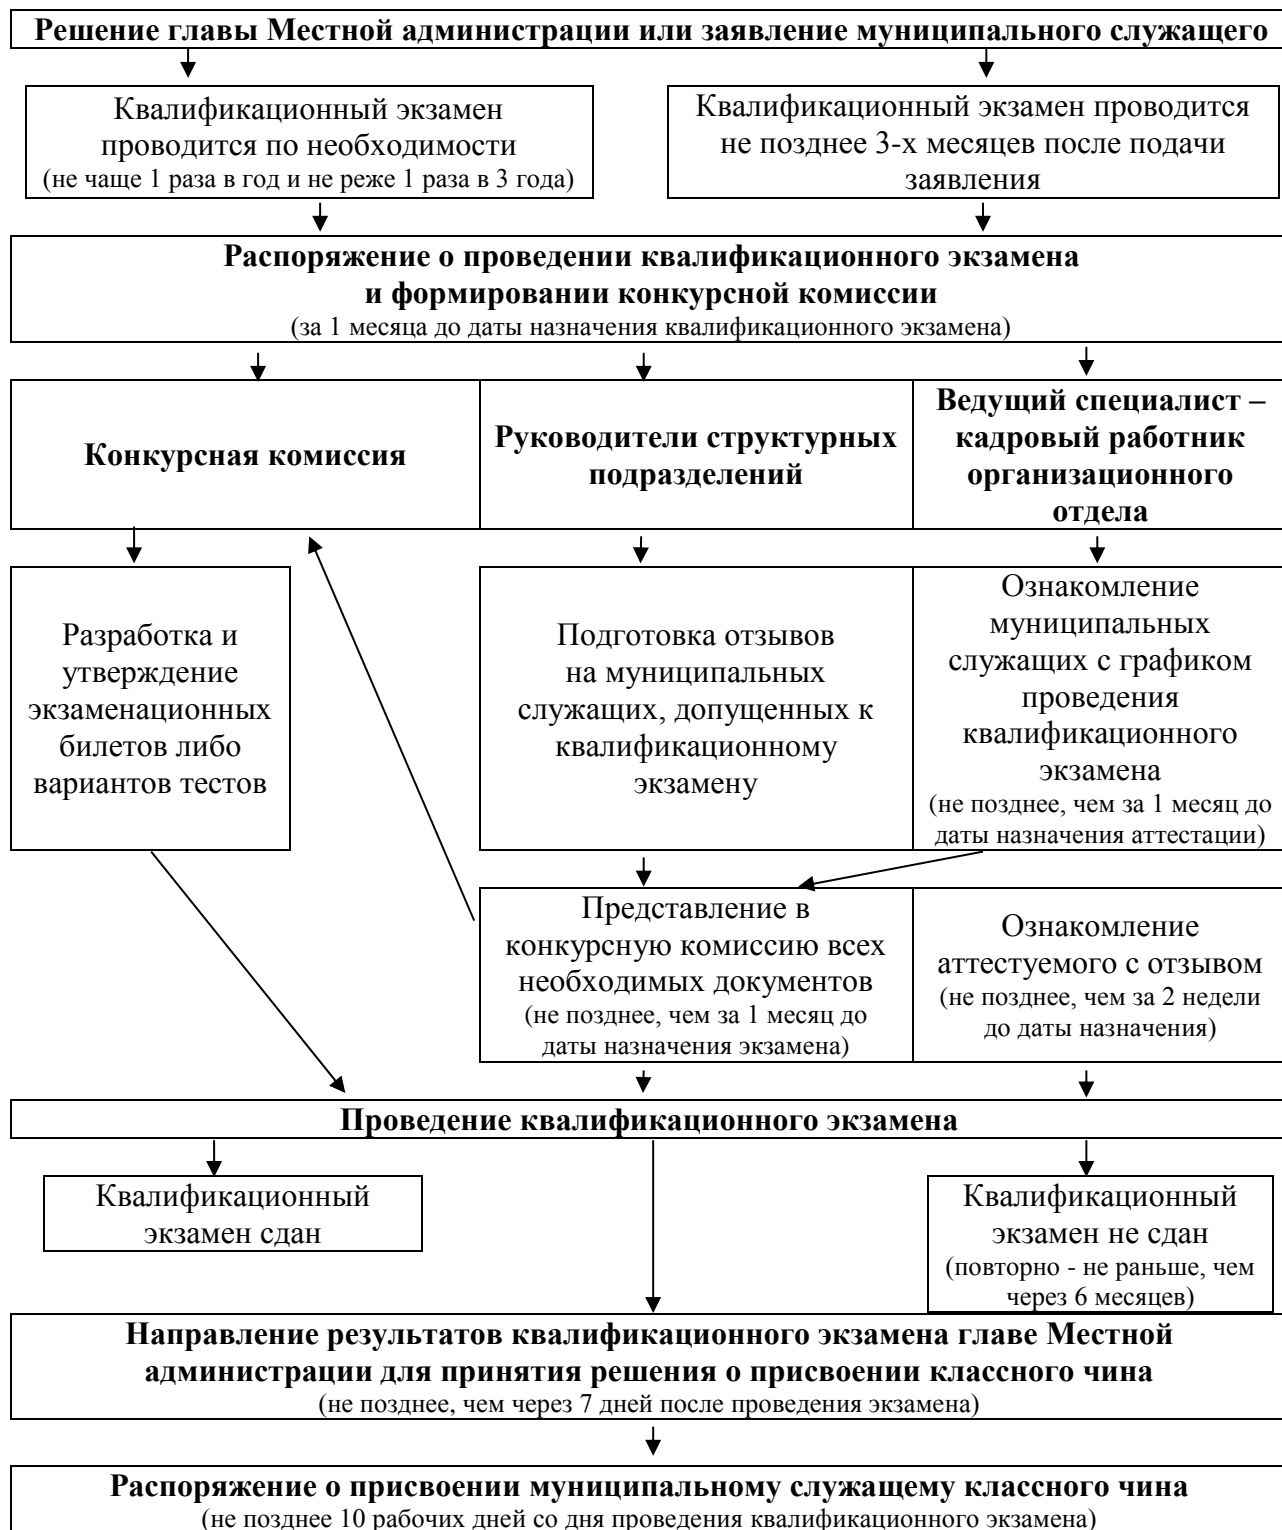 Решение главы Местной администрации или заявление муниципального служащего
Квалификационный экзамен
проводится по необходимости
(не чаще 1 раза в год и не реже 1 раза в 3 года)
Квалификационный экзамен проводится
не позднее 3-х месяцев после подачи
заявления
Распоряжение о проведении квалификационного экзамена
и формировании конкурсной комиссии
(за 1 месяца до даты назначения квалификационного экзамена)
Конкурсная комиссия
Руководители структурных
подразделений
Ведущий специалист –
кадровый работник
организационного
отдела
Разработка и
утверждение
экзаменационных
билетов либо
вариантов тестов
Подготовка отзывов
на муниципальных
служащих, допущенных к
квалификационному
экзамену
Ознакомление
муниципальных
служащих с графиком
проведения
квалификационного
экзамена
(не позднее, чем за 1 месяц до
даты назначения аттестации)
Представление в
конкурсную комиссию всех
необходимых документов
(не позднее, чем за 1 месяц до
даты назначения экзамена)
Ознакомление
аттестуемого с отзывом
(не позднее, чем за 2 недели
до даты назначения)
Проведение квалификационного экзамена
Квалификационный
экзамен сдан
Квалификационный
экзамен не сдан
(повторно - не раньше, чем
через 6 месяцев)
Направление результатов квалификационного экзамена главе Местной
администрации для принятия решения о присвоении классного чина
(не позднее, чем через 7 дней после проведения экзамена)
Распоряжение о присвоении муниципальному служащему классного чина
(не позднее 10 рабочих дней со дня проведения квалификационного экзамена)